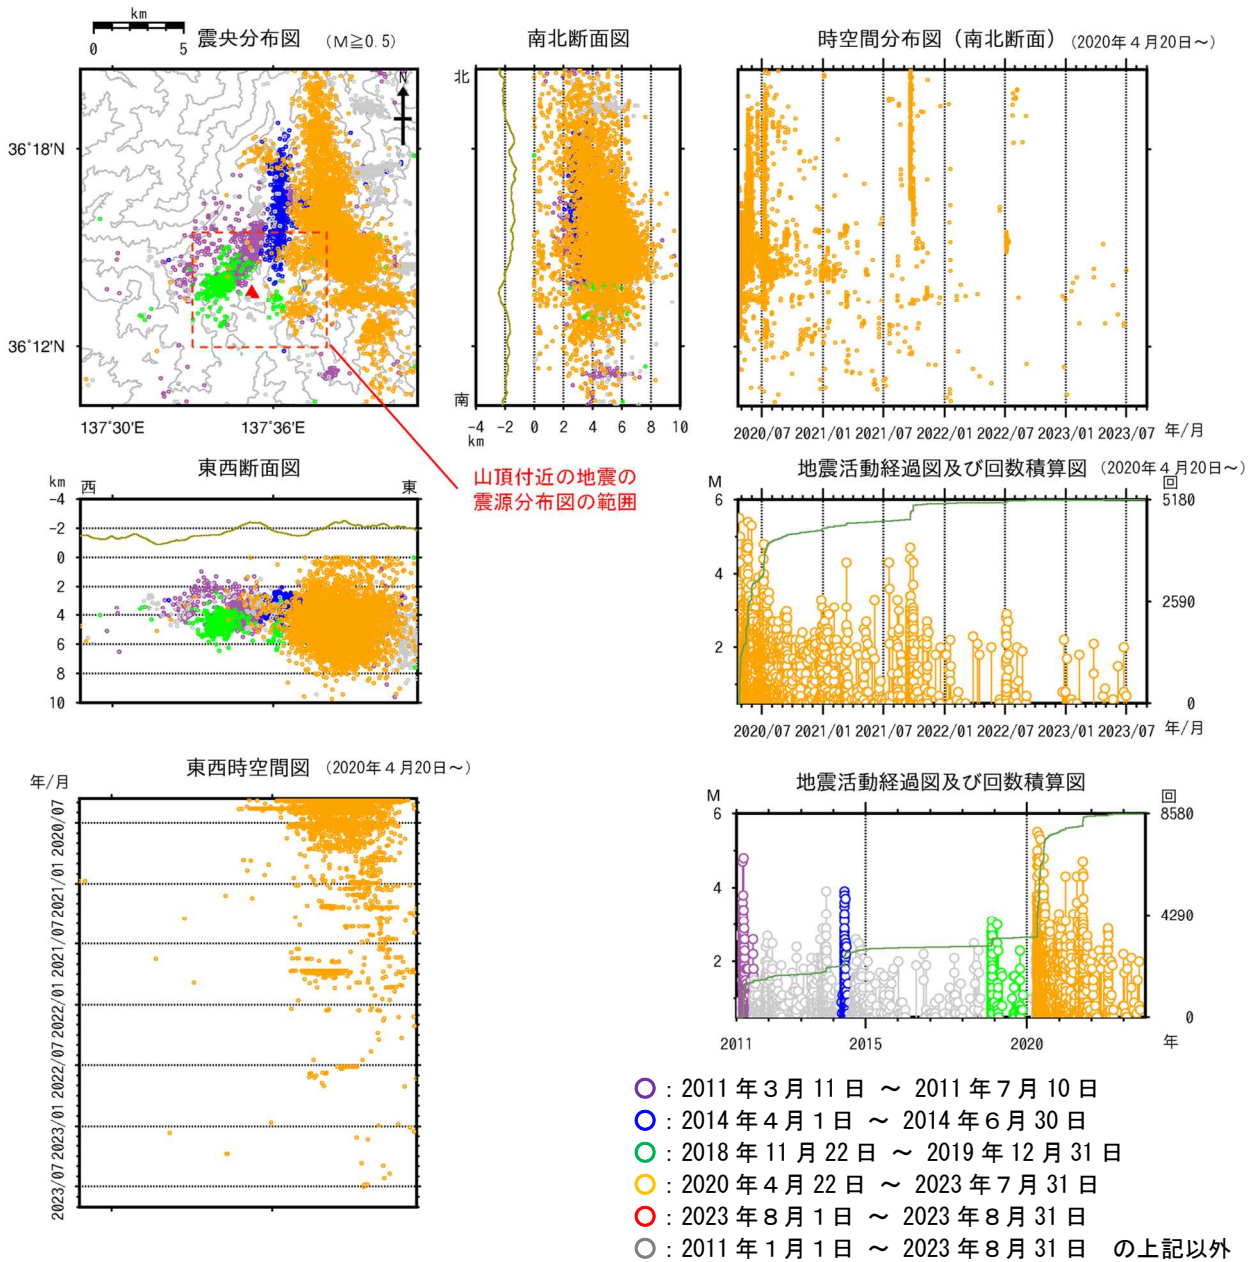 km
0 5
震央分布図 (M≧0.5)
N
36°18'N
36°12'N
137°30'E 137°36'E
南北断面図
北
南
-4 -2 0 2 4 6 8 10
km
時空間分布図（南北断面）(2020年4月20日～)
2020/07 2021/01 2021/07 2022/01 2022/07 2023/01 2023/07 年/月
山頂付近の地震の
震源分布図の範囲
東西断面図
km 西 東
-4
-2
0
2
4
6
8
10
地震活動経過図及び回数積算図 (2020年4月20日～)
M 回
6 5180
4
2590
2
0
2020/07 2021/01 2021/07 2022/01 2022/07 2023/01 2023/07 年/月
東西時空間図 (2020年4月20日～)
年/月
2020/07
2021/01
2021/07
2022/01
2022/07
2023/01
2023/07
地震活動経過図及び回数積算図
M 回
6 8580
4
4290
2
0
2011 2015 2020 年
: 2011年3月11日 ～ 2011年7月10日
: 2014年4月1日 ～ 2014年6月30日
: 2018年11月22日 ～ 2019年12月31日
: 2020年4月22日 ～ 2023年7月31日
: 2023年8月1日 ～ 2023年8月31日
: 2011年1月1日 ～ 2023年8月31日 の上記以外